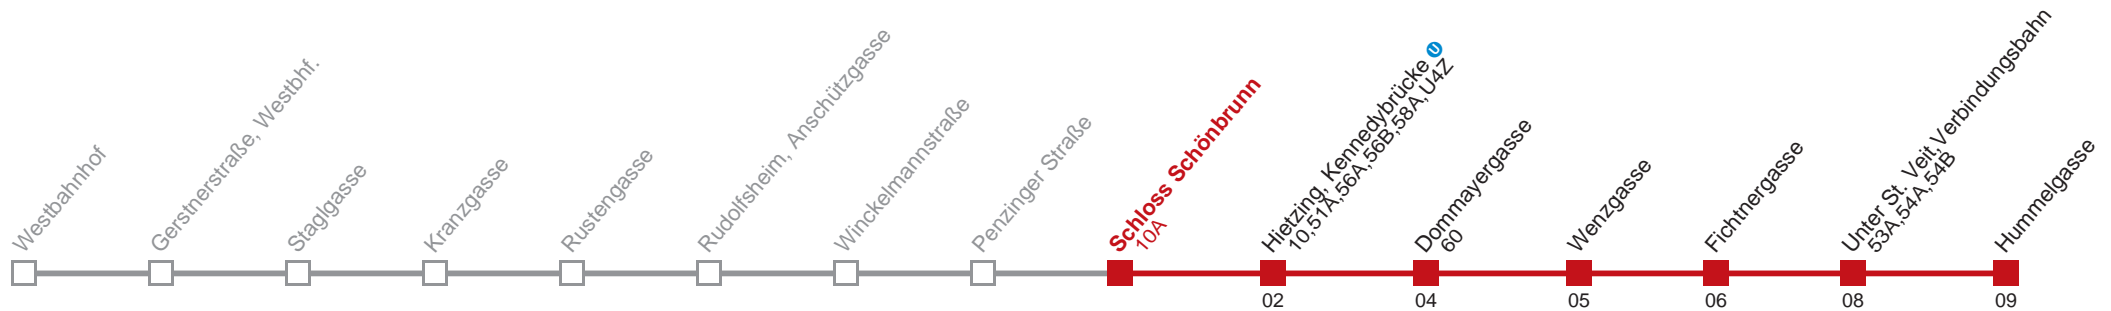 Westbahnhof
Gerstnerstraße, Westbhf.
Staglgasse
Kranzgasse
Rustengasse
Rudolfsheim, Anschützgasse
Winckelmannstraße
Penzinger Straße
Schloss Schönbrunn
10A
Hietzing, Kennedybrücke U
10,51A,56A,56B,58A,U4Z
02
Dommayergasse
60
04
Wenzgasse
05
Fichtnergasse
06
Unter St. Veit,Verbindungsbahn
53A,54A,54B
08
Hummelgasse
09